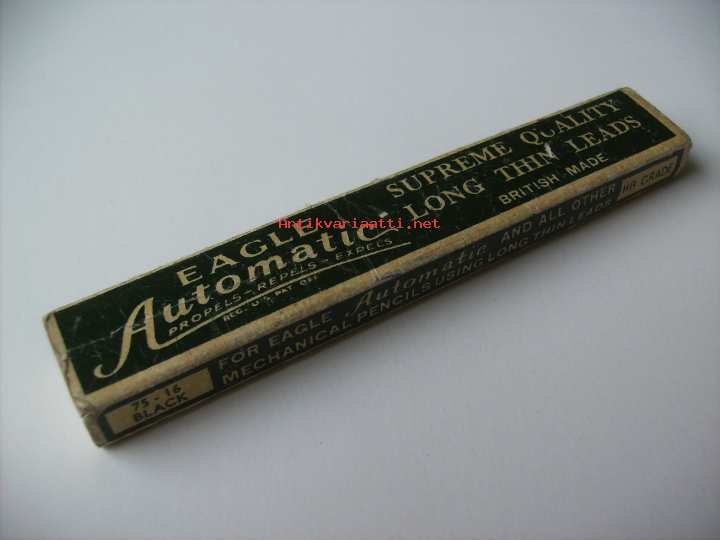 EAGLE
Automatic
PROPELS - REPELS - EXPELS
REG. U.S. PAT. OFF.
SUPREME QUALITY
LONG THIN LEADS
BRITISH MADE
75 - 16
BLACK
FOR EAGLE Automatic AND ALL OTHER
MECHANICAL PENCILS USING LONG THIN LEADS
HB GRADE
Antikvariaatti.net